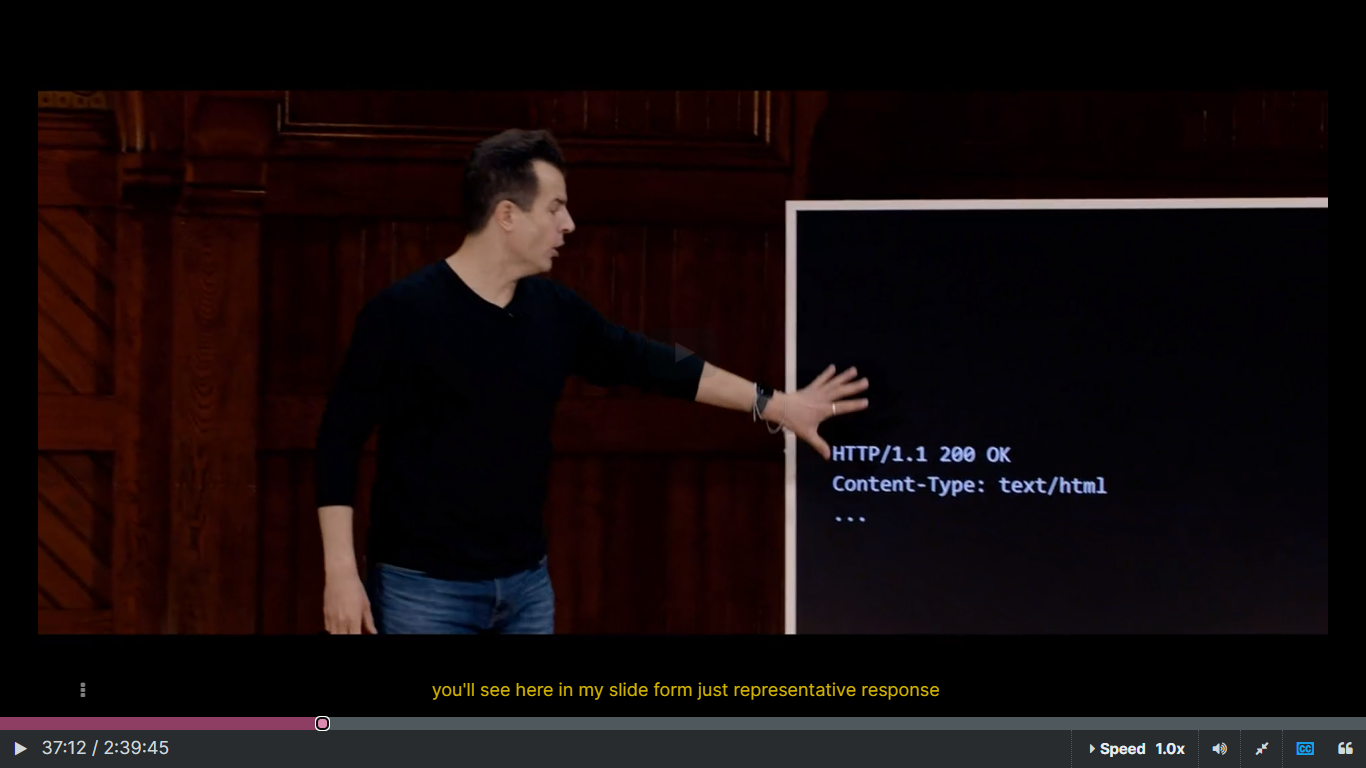 HTTP/1.1 200 OK
Content-Type: text/html
...
you'll see here in my slide form just representative response
37:12 / 2:39:45
Speed 1.0x
CC